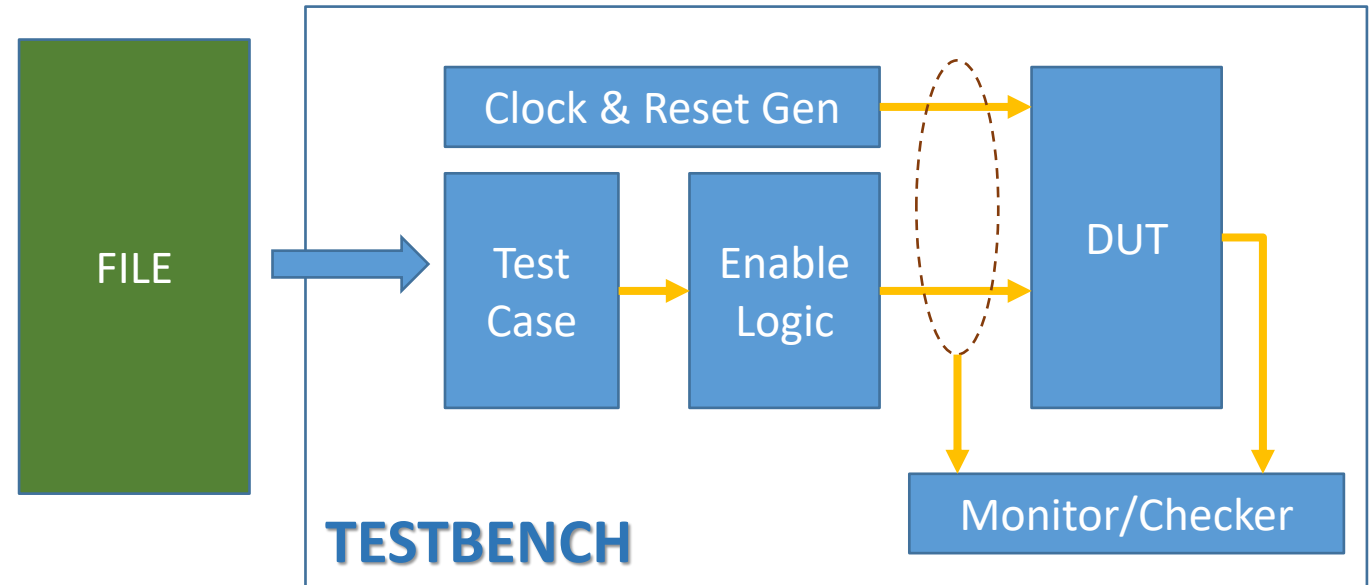 Clock & Reset Gen
FILE
Test
Case
Enable
Logic
DUT
Monitor/Checker
TESTBENCH